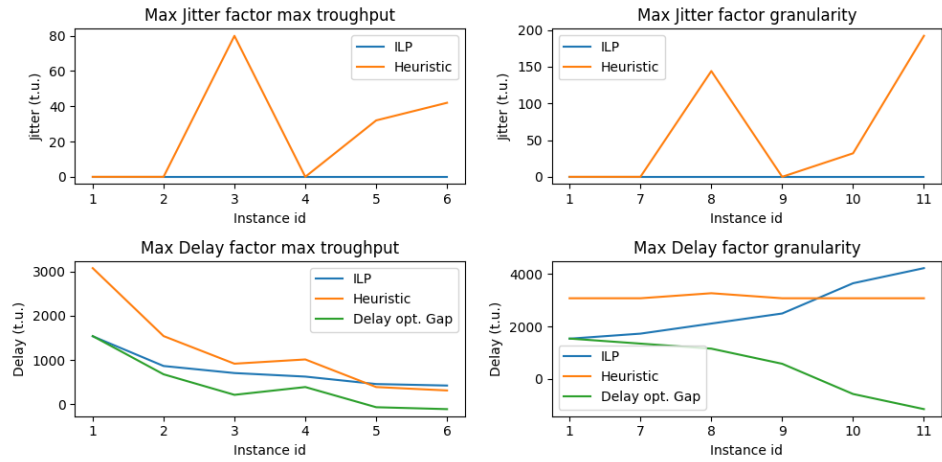 Max Jitter factor max troughput
80
60
40
20
0
Jitter (t.u.)
ILP
Heuristic
1 2 3 4 5 6
Instance id
Max Jitter factor granularity
200
150
100
50
0
Jitter (t.u.)
ILP
Heuristic
1 7 8 9 10 11
Instance id
Max Delay factor max troughput
3000
2000
1000
0
Delay (t.u.)
ILP
Heuristic
Delay opt. Gap
1 2 3 4 5 6
Instance id
Max Delay factor granularity
4000
2000
0
Delay (t.u.)
ILP
Heuristic
Delay opt. Gap
1 7 8 9 10 11
Instance id